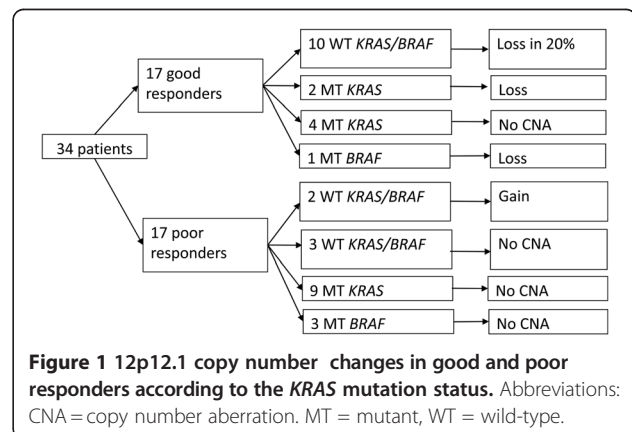 10 WT KRAS/BRAF
Loss in 20%
17 good
responders
2 MT KRAS
Loss
4 MT KRAS
No CNA
1 MT BRAF
Loss
34 patients
2 WT KRAS/BRAF
Gain
17 poor
responders
3 WT KRAS/BRAF
No CNA
9 MT KRAS
No CNA
3 MT BRAF
No CNA
Figure 1 12p12.1 copy number changes in good and poor
responders according to the KRAS mutation status. Abbreviations:
CNA = copy number aberration. MT = mutant, WT = wild-type.